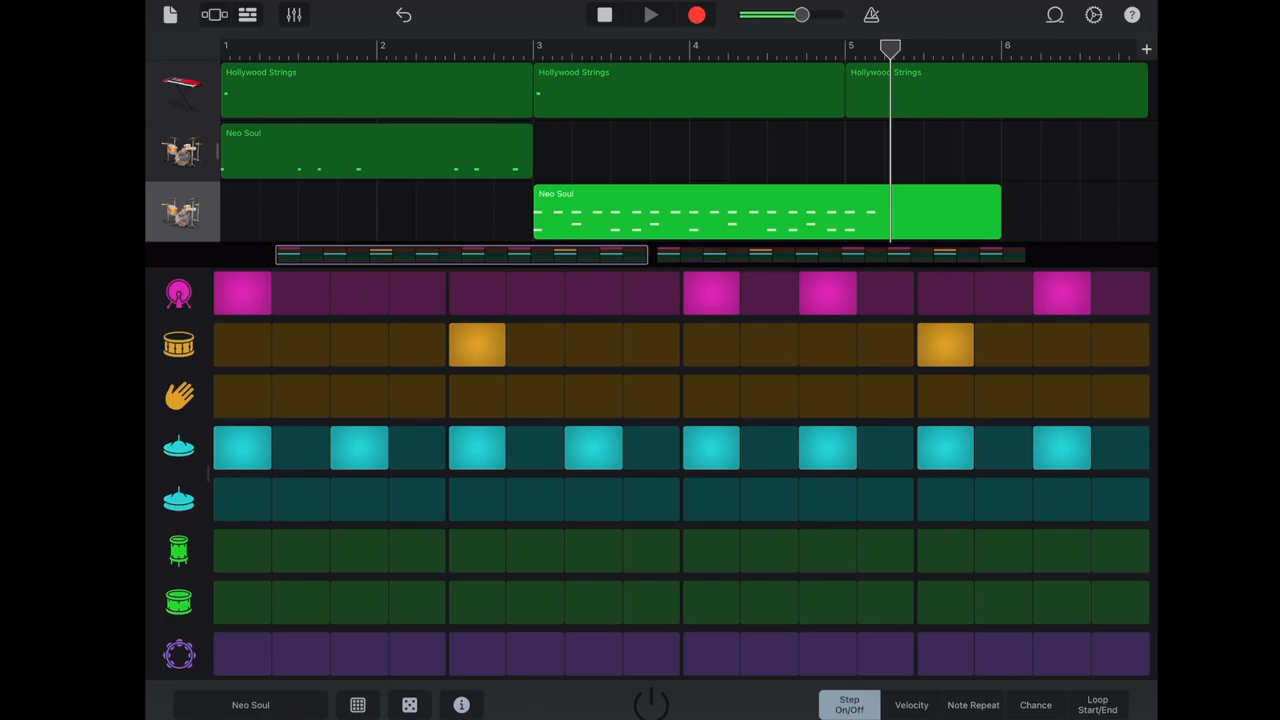 1 2 3 4 5 6 +
Hollywood Strings Hollywood Strings Hollywood Strings
Neo Soul
Neo Soul
Neo Soul
Step On/Off
Velocity
Note Repeat
Chance
Loop Start/End